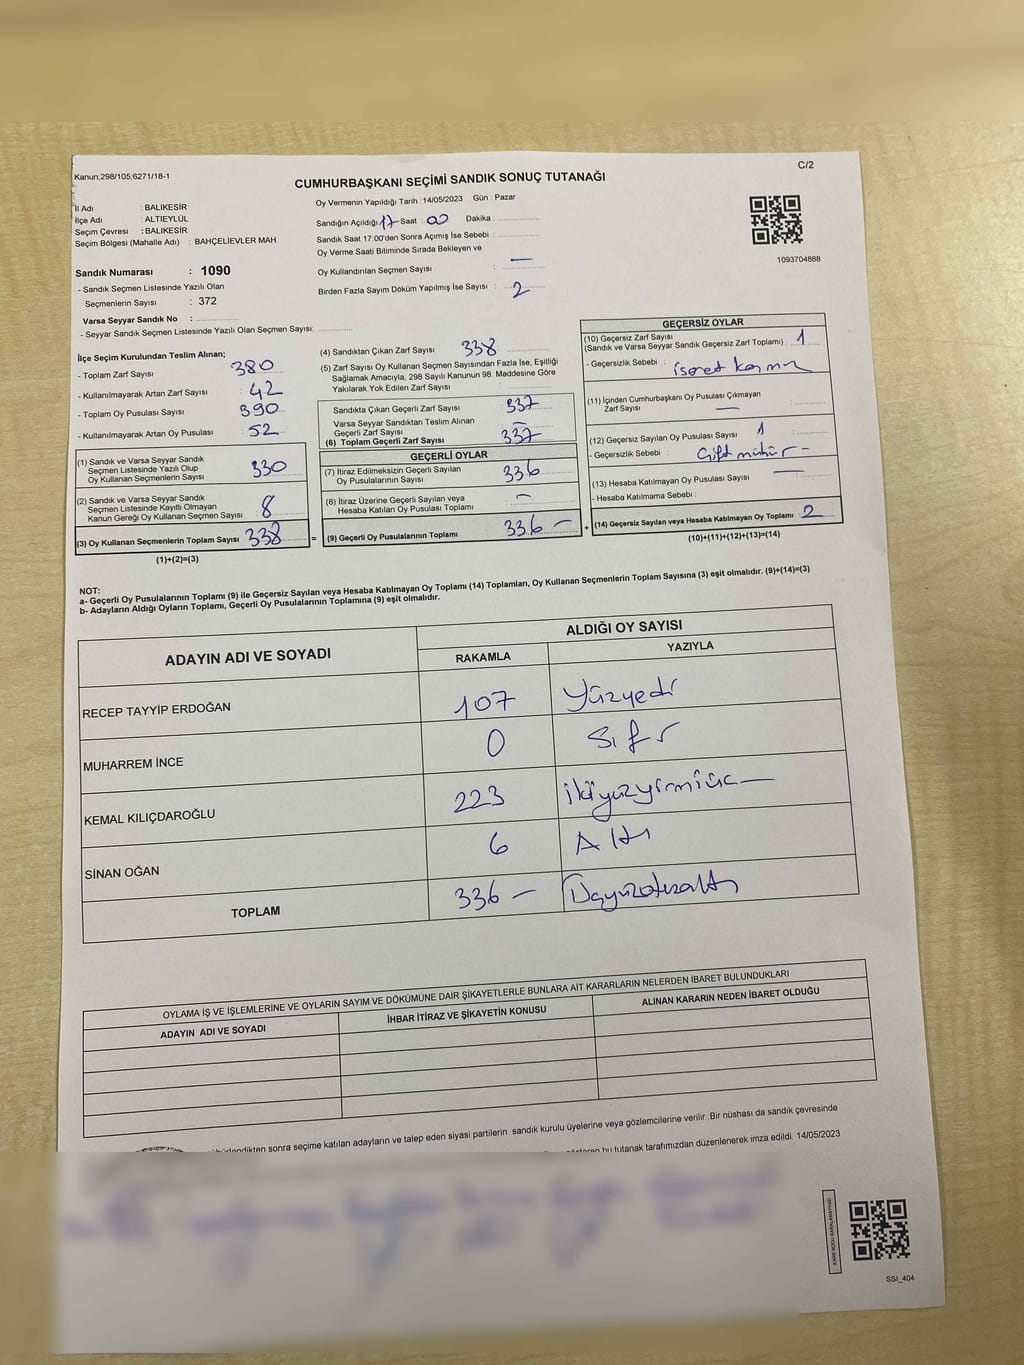 Kanun;298/105,6271/18-1
C/2
CUMHURBAŞKANI SEÇİMİ SANDIK SONUÇ TUTANAĞI
İl Adı : BALIKESİR
İlçe Adı : ALTIEYLÜL
Seçim Çevresi : BALIKESİR
Seçim Bölgesi (Mahalle Adı) : BAHÇELİEVLER MAH.
Sandık Numarası : 1090
- Sandık Seçmen Listesinde Yazılı Olan
Seçmenlerin Sayısı : 372
Varsa Seyyar Sandık No :
- Seyyar Sandık Seçmen Listesinde Yazılı Olan Seçmen Sayısı:
Oy Vermenin Yapıldığı Tarih : 14/05/2023 Gün : Pazar
Sandığın Açıldığı 17 Saat : 00 Dakika :
Sandık Saat 17:00'den Sonra Açımış İse Sebebi :
Oy Verme Saati Bitiminde Sırada Bekleyen ve
Oy Kullandırılan Seçmen Sayısı : —
Birden Fazla Sayım Döküm Yapılmış İse Sayısı : 2
1093704888
İlçe Seçim Kurulundan Teslim Alınan;
- Toplam Zarf Sayısı : 380
- Kullanılmayarak Artan Zarf Sayısı : 42
- Toplam Oy Pusulası Sayısı : 390
- Kullanılmayarak Artan Oy Pusulası : 52
(1) Sandık ve Varsa Seyyar Sandık
Seçmen Listesinde Yazılı Olup
Oy Kullanan Seçmenlerin Sayısı : 330
(2) Sandık ve Varsa Seyyar Sandık
Seçmen Listesinde Kayıtlı Olmayan
Kanun Gereği Oy Kullanan Seçmen Sayısı : 8
(3) Oy Kullanan Seçmenlerin Toplam Sayısı 338
(1)+(2)=(3)
=
(4) Sandıktan Çıkan Zarf Sayısı 338
(5) Zarf Sayısı Oy Kullanan Seçmen Sayısından Fazla İse, Eşitliği
Sağlamak Amacıyla; 298 Sayılı Kanunun 98. Maddesine Göre
Yakılarak Yok Edilen Zarf Sayısı :
Sandıkta Çıkan Geçerli Zarf Sayısı : 337
Varsa Seyyar Sandıktan Teslim Alınan
Geçerli Zarf Sayısı : —
(6) Toplam Geçerli Zarf Sayısı : 337
GEÇERLİ OYLAR
(7) İtiraz Edilmeksizin Geçerli Sayılan
Oy Pusulasının Sayısı : 336
(8) İtiraz Üzerine Geçerli Sayılan veya
Hesaba Katılan Oy Pusulası Toplamı : —
(9) Geçerli Oy Pusulalarının Toplamı 336 —
+
GEÇERSİZ OYLAR
(10) Geçersiz Zarf Sayısı
(Sandık ve Varsa Seyyar Sandık Geçersiz Zarf Toplamı) : 1
- Geçersizlik Sebebi : işaret koyma
(11) İçinden Cumhurbaşkanı Oy Pusulası Çıkmayan
Zarf Sayısı : —
(12) Geçersiz Sayılan Oy Pusulası Sayısı : 1
- Geçersizlik Sebebi : Çift mühür -
(13) Hesaba Katılmayan Oy Pusulası Sayısı : —
- Hesaba Katılmama Sebebi :
(14) Geçersiz Sayılan veya Hesaba Katılmayan Oy Toplamı : 2
(10)+(11)+(12)+(13)=(14)
NOT:
a- Geçerli Oy Pusulalarının Toplamı (9) ile Geçersiz Sayılan veya Hesaba Katılmayan Oy Toplamı (14) Toplamları, Oy Kullanan Seçmenlerin Toplam Sayısına (3) eşit olmalıdır. (9)+(14)=(3)
b- Adayların Aldığı Oyların Toplamı, Geçerli Oy Pusulalarının Toplamına (9) eşit olmalıdır.
ADAYIN ADI VE SOYADI
ALDIĞI OY SAYISI
RAKAMLA YAZIYLA
RECEP TAYYİP ERDOĞAN 107 Yüzyedi
MUHARREM İNCE 0 Sıfır
KEMAL KILIÇDAROĞLU 223 ikiyüzyirmiüç —
SİNAN OĞAN 6 Altı
TOPLAM 336 — Üçyüzotuzaltı
OYLAMA İŞ VE İŞLEMLERİNE VE OYLARIN SAYIM VE DÖKÜMÜNE DAİR ŞİKAYETLERLE BUNLARA AİT KARARLARIN NELERDEN İBARET BULUNDUKLARI
ADAYIN ADI VE SOYADI İHBAR İTİRAZ VE ŞİKAYETİN KONUSU ALINAN KARARIN NEDEN İBARET OLDUĞU
sonra seçime katılan adayların ve talep eden siyasi partilerin sandık kurulu üyelerine veya gözlemcilerine verilir .Bir nüshası da sandık çevresinde
bu tutanak tarafımızdan düzenlenerek imza edildi. 14/05/2023
KARE KODU KARALAMAYINIZ!
SSI_404